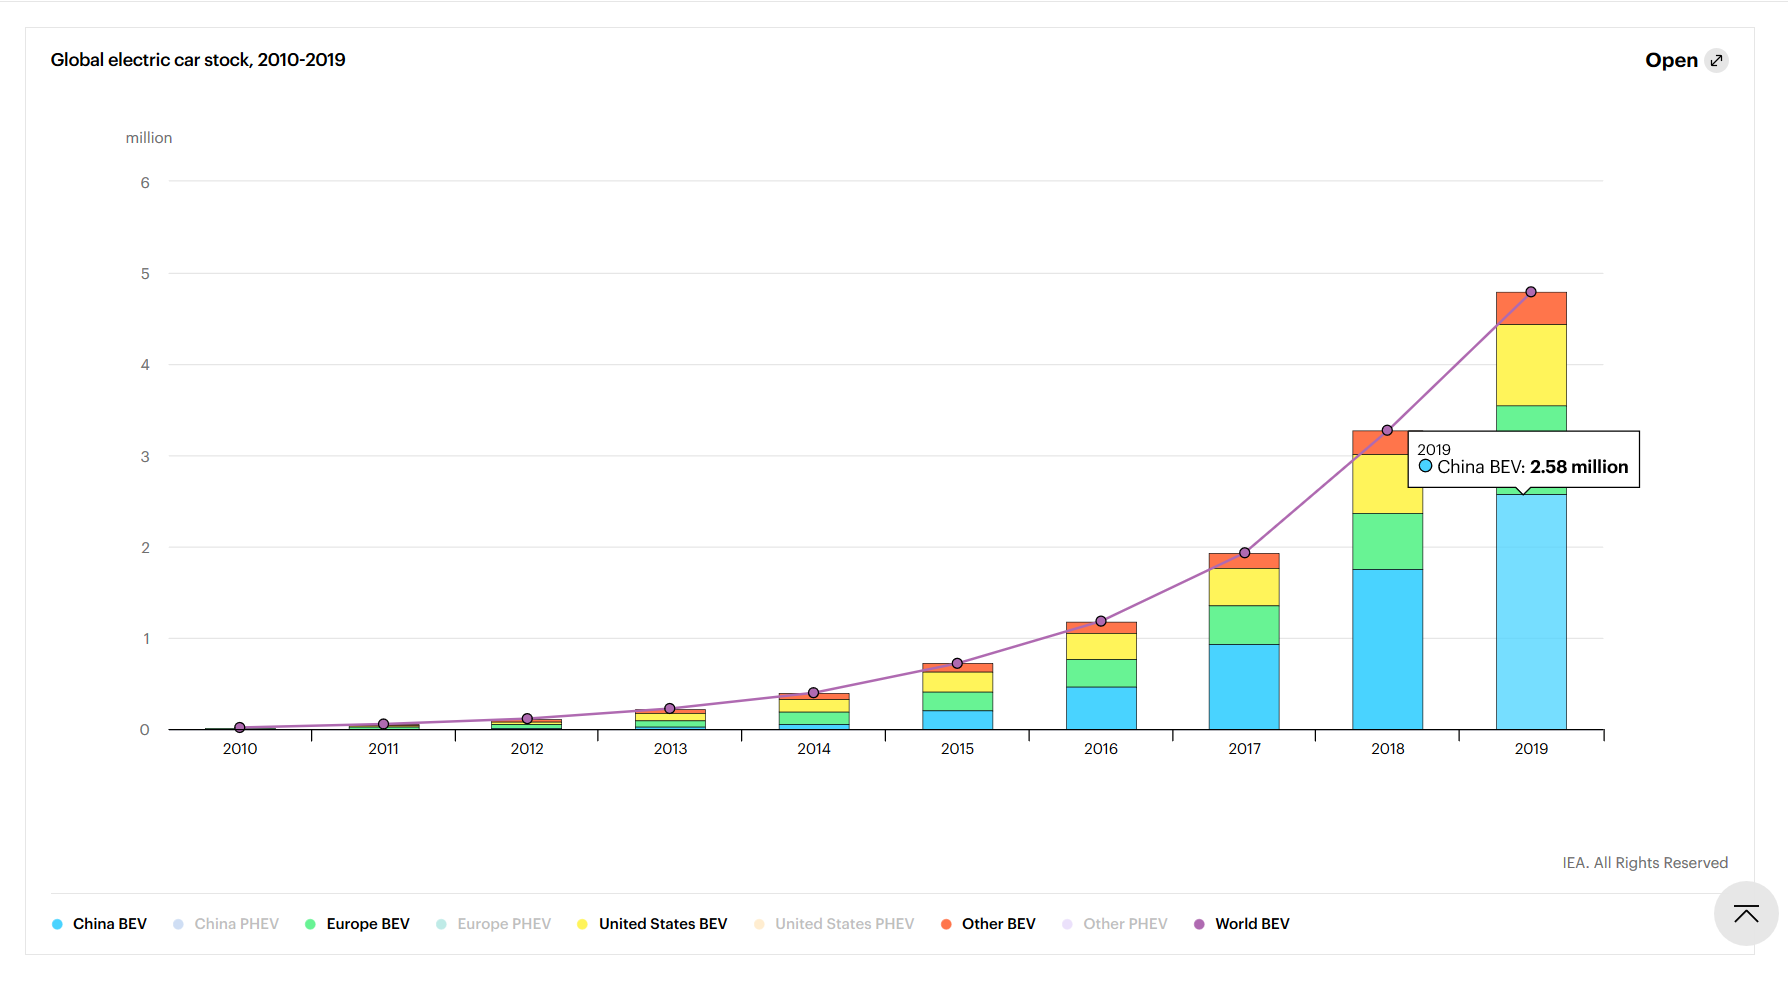 Global electric car stock, 2010-2019
Open
million
6
5
4
3
2
1
0
2019
China BEV: 2.58 million
2010 2011 2012 2013 2014 2015 2016 2017 2018 2019
IEA. All Rights Reserved
China BEV China PHEV Europe BEV Europe PHEV United States BEV United States PHEV Other BEV Other PHEV World BEV